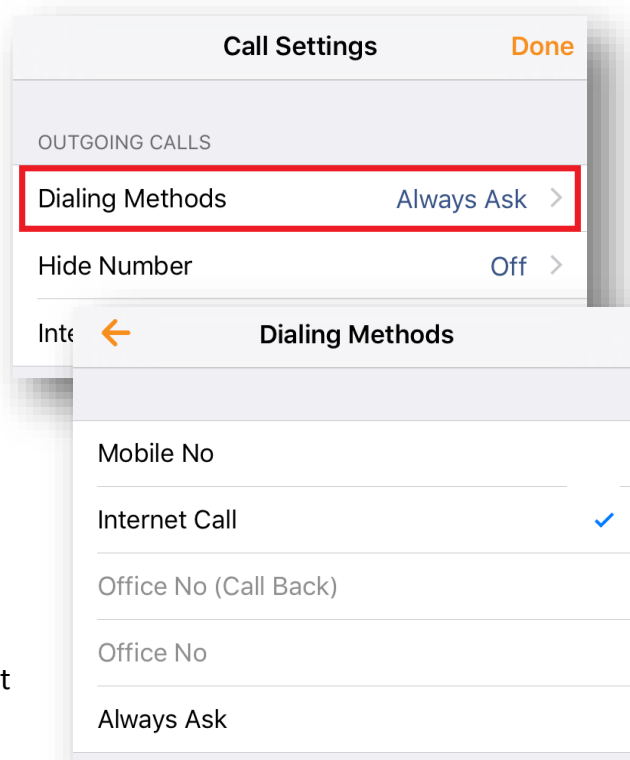 Call Settings Done
OUTGOING CALLS
Dialing Methods Always Ask
Hide Number Off
Inte
Dialing Methods
Mobile No
Internet Call
Office No (Call Back)
Office No
t
Always Ask